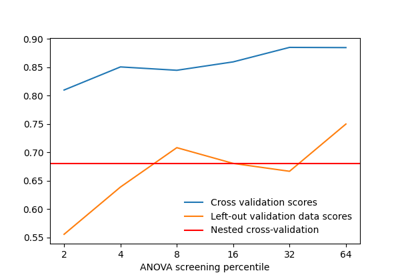 0.90
0.85
0.80
0.75
0.70
0.65
0.60
0.55
Cross validation scores
Left-out validation data scores
Nested cross-validation
2 4 8 16 32 64
ANOVA screening percentile